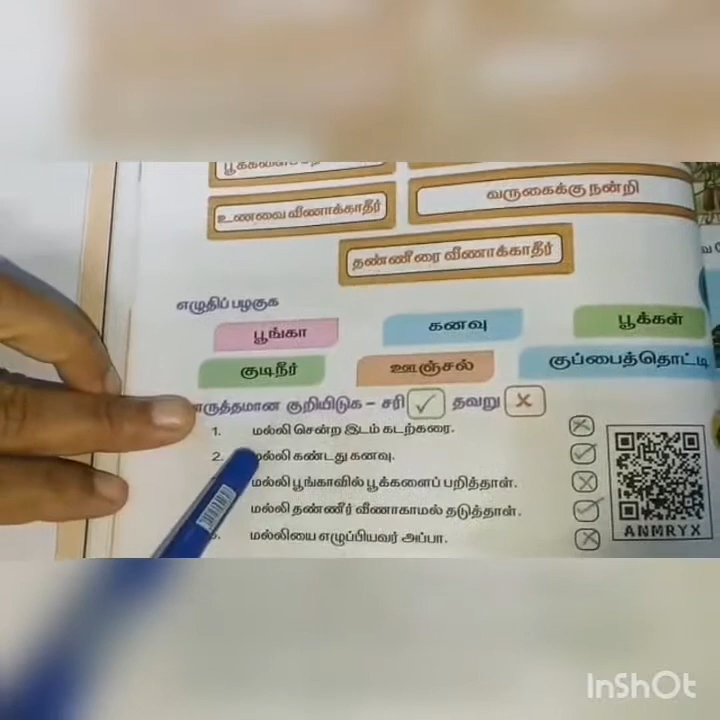 உணவை வீணாக்காதீர்
வருகைக்கு நன்றி
தண்ணீரை வீணாக்காதீர்
எழுதிப் பழகுக
பூங்கா
கனவு
பூக்கள்
குடிநீர்
ஊஞ்சல்
குப்பைத்தொட்டி
குறியிடுக – சரி ✓ தவறு ✗
1. மல்லி சென்ற இடம் கடற்கரை. ✗
2. மல்லி கண்டது கனவு. ✓
மல்லி பூங்காவில் பூக்களைப் பறித்தாள். ✗
மல்லி தண்ணீர் வீணாகாமல் தடுத்தாள். ✓
மல்லியை எழுப்பியவர் அப்பா. ✗
ANMRYX
InShOt